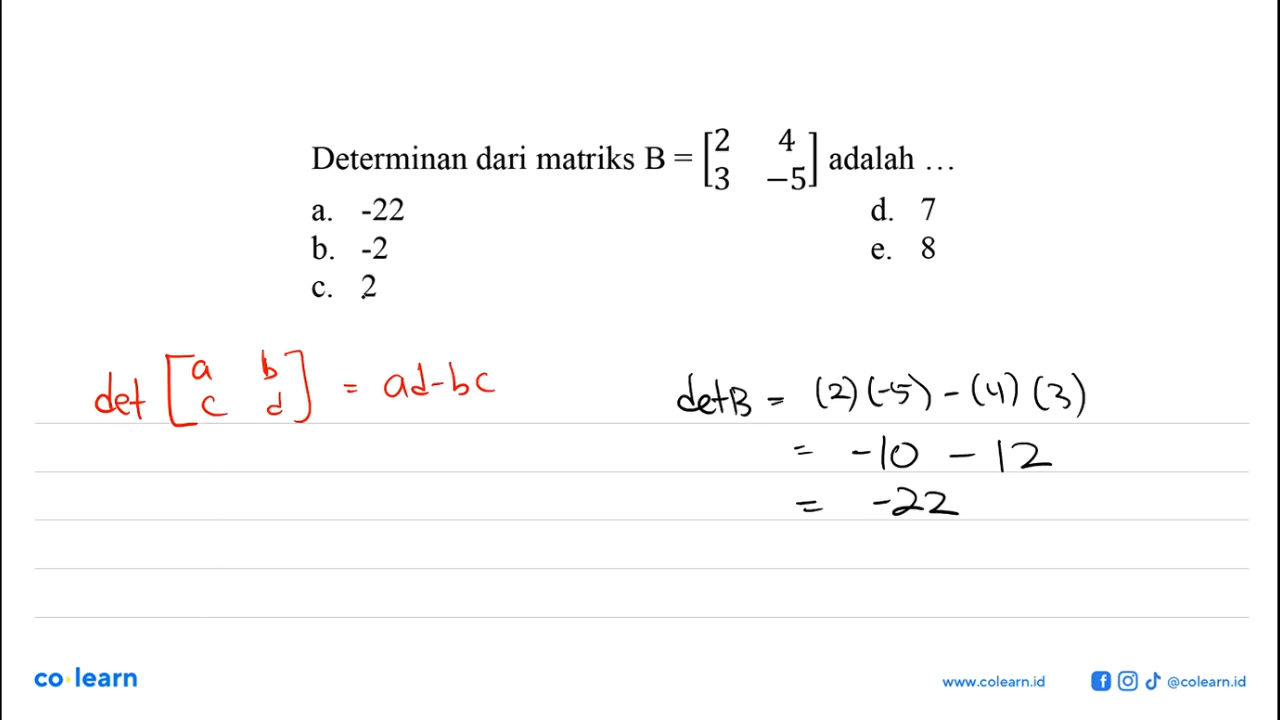 Determinan dari matriks B = [2 4
3 −5] adalah …
a. -22
b. -2
c. 2
d. 7
e. 8
det [a b
c d] = ad-bc
det B = (2)(-5) - (4)(3)
= -10 - 12
= -22
co·learn
www.colearn.id
@colearn.id